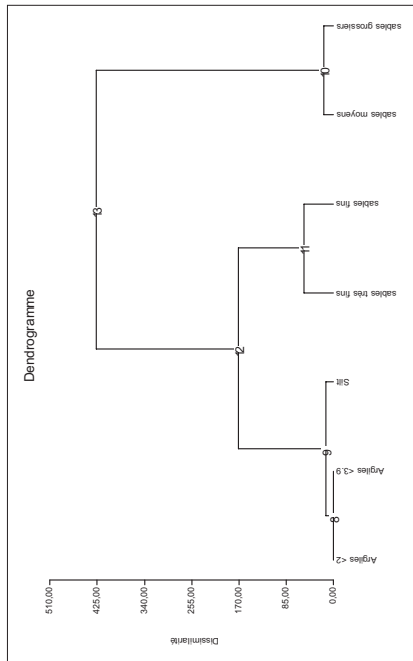 Dendrogramme
Dissimilarité
510,00
425,00
340,00
255,00
170,00
85,00
0,00
13
12
11
10
9
8
Argiles <2
Argiles <3.9
Silt
sables très fins
sables fins
sables moyens
sables grossiers